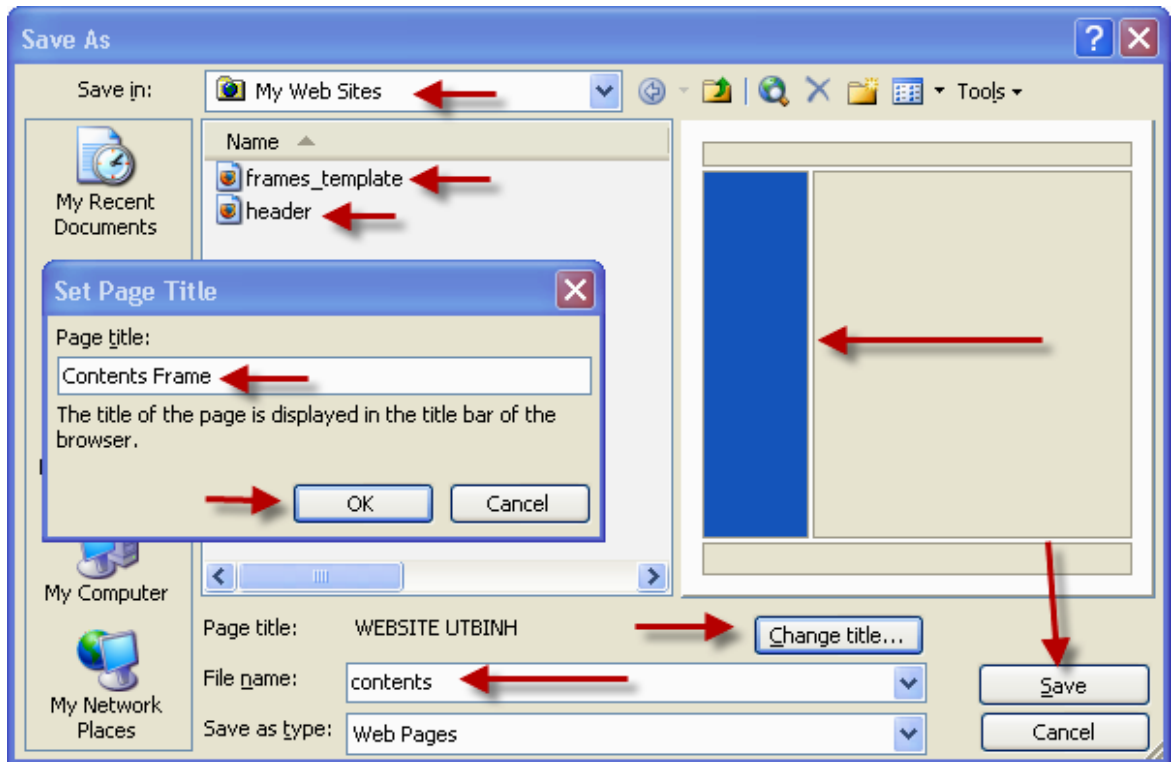 Save As
Save in:
My Web Sites
Tools
Name
frames_template
header
My Recent
Documents
Set Page Title
Page title:
Contents Frame
The title of the page is displayed in the title bar of the
browser.
OK
Cancel
My Computer
My Network
Places
Page title:
WEBSITE UTBINH
Change title...
File name:
contents
Save
Save as type:
Web Pages
Cancel